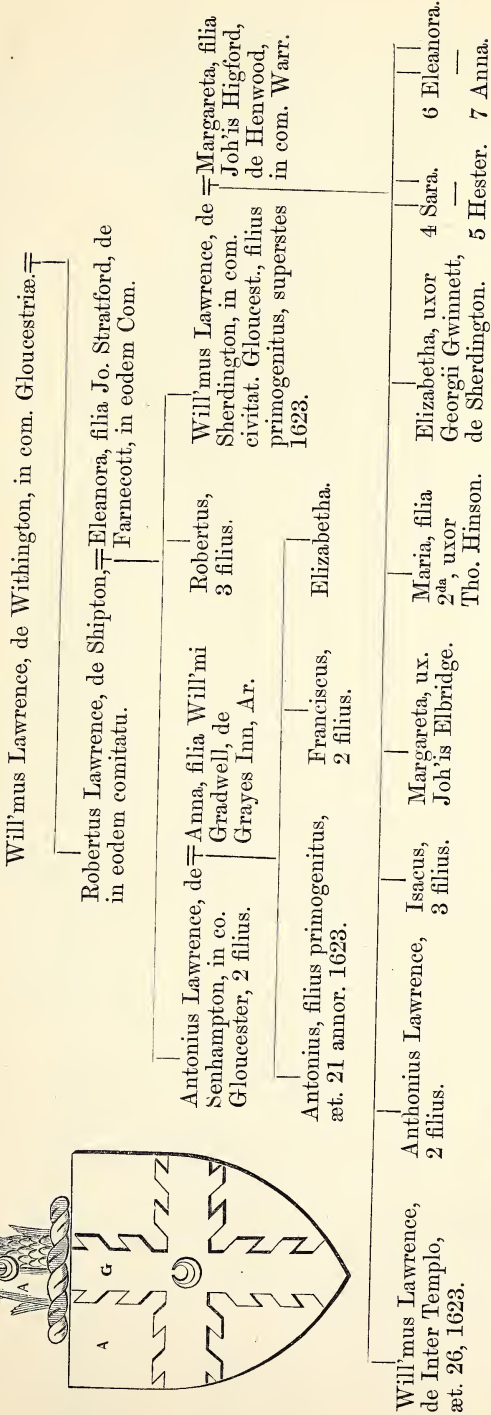 Will'mus Lawrence, de Withington, in com. Gloucestriæ.
Robertus Lawrence, de Shipton,
in eodem comitatu.
Eleanora, filia Jo. Stratford, de
Farnecott, in eodem Com.
Antonius Lawrence, de
Senhampton, in co.
Gloucester, 2 filius.
Anna, filia Will'mi
Gradwell, de
Grayes Inn, Ar.
Robertus,
3 filius.
Will'mus Lawrence, de
Sherdington, in com.
civitat. Gloucest., filius
primogenitus, superstes
1623.
Margareta, filia
Joh'is Higford,
de Henwood,
in com. Warr.
Antonius, filius primogenitus,
æt. 21 annor. 1623.
Franciscus,
2 filius.
Elizabetha.
Will'mus Lawrence,
de Inter Templo,
æt. 26, 1623.
Anthonius Lawrence,
2 filius.
Isacus,
3 filius.
Margareta, ux.
Joh'is Elbridge.
Maria, filia
2da, uxor
Tho. Hinson.
Elizabetha, uxor
Georgii Gwinnett,
de Sherdington.
4 Sara.
—
5 Hester.
6 Eleanora.
—
7 Anna.
A
A
G